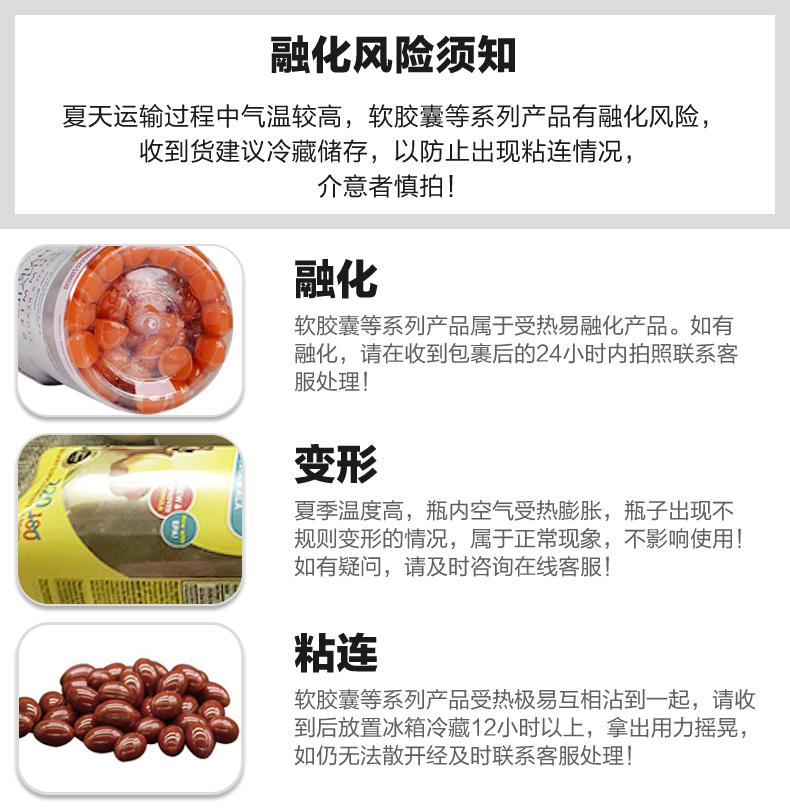 融化风险须知
夏天运输过程中气温较高，软胶囊等系列产品有融化风险，
收到货建议冷藏储存，以防止出现粘连情况，
介意者慎拍！
融化
软胶囊等系列产品属于受热易融化产品。如有
融化，请在收到包裹后的24小时内拍照联系客
服处理！
变形
夏季温度高，瓶内空气受热膨胀，瓶子出现不
规则变形的情况，属于正常现象，不影响使用！
如有疑问，请及时咨询在线客服！
220
180
粘连
软胶囊等系列产品受热极易互相沾到一起，请收
到后放置冰箱冷藏12小时以上，拿出用力摇晃，
如仍无法散开经及时联系客服处理！